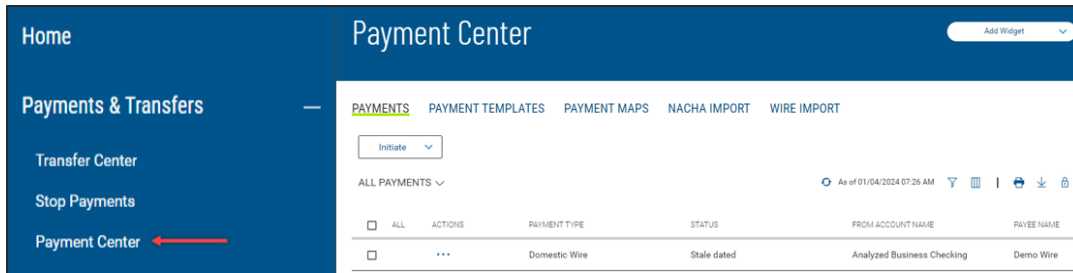 Home
Payment Center
Add Widget
Payments & Transfers
PAYMENTS PAYMENT TEMPLATES PAYMENT MAPS NACHA IMPORT WIRE IMPORT
Initiate
Transfer Center
ALL PAYMENTS
As of 01/04/2024 07:26 AM
Stop Payments
ALL ACTIONS PAYMENT TYPE STATUS FROM ACCOUNT NAME PAYEE NAME
Payment Center
Domestic Wire Stale dated Analyzed Business Checking Demo Wire